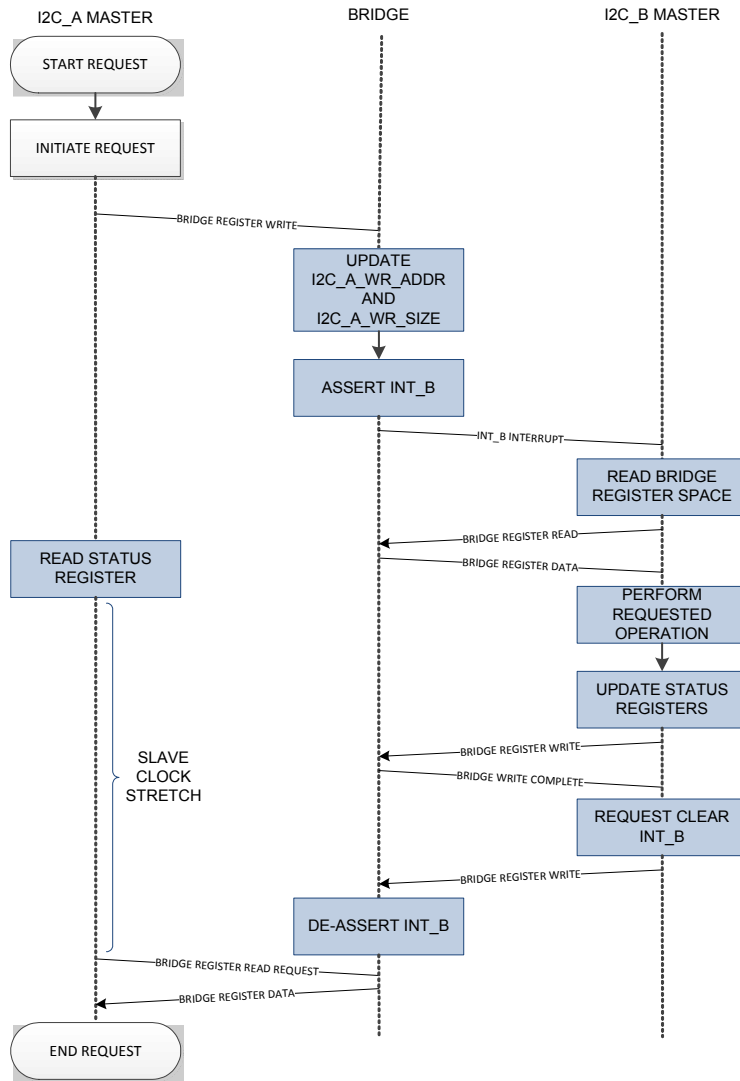 I2C_A MASTER
BRIDGE
I2C_B MASTER
START REQUEST
INITIATE REQUEST
BRIDGE REGISTER WRITE
UPDATE
I2C_A_WR_ADDR
AND
I2C_A_WR_SIZE
ASSERT INT_B
INT_B INTERRUPT
READ BRIDGE
REGISTER SPACE
BRIDGE REGISTER READ
READ STATUS
REGISTER
BRIDGE REGISTER DATA
PERFORM
REQUESTED
OPERATION
UPDATE STATUS
REGISTERS
BRIDGE REGISTER WRITE
SLAVE
CLOCK
STRETCH
BRIDGE WRITE COMPLETE
REQUEST CLEAR
INT_B
BRIDGE REGISTER WRITE
DE-ASSERT INT_B
BRIDGE REGISTER READ REQUEST
BRIDGE REGISTER DATA
END REQUEST